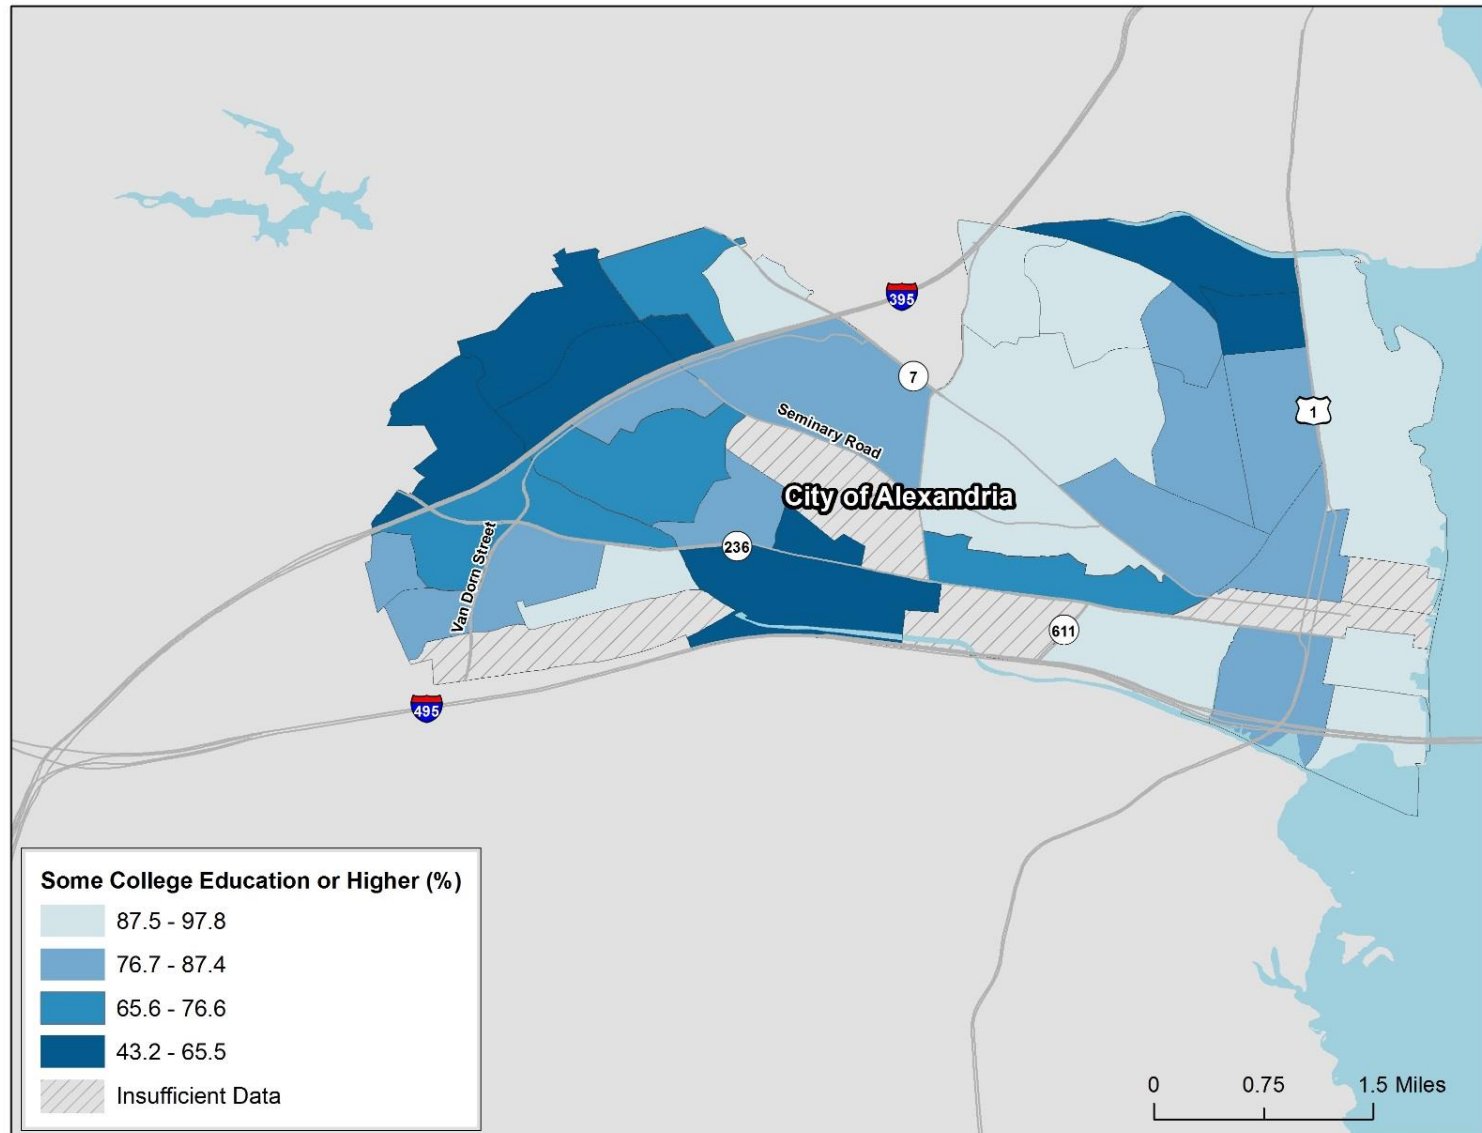 395
7
1
Seminary Road
City of Alexandria
Van Dorn Street
236
611
495
Some College Education or Higher (%)
87.5 - 97.8
76.7 - 87.4
65.6 - 76.6
43.2 - 65.5
Insufficient Data
0 0.75 1.5 Miles